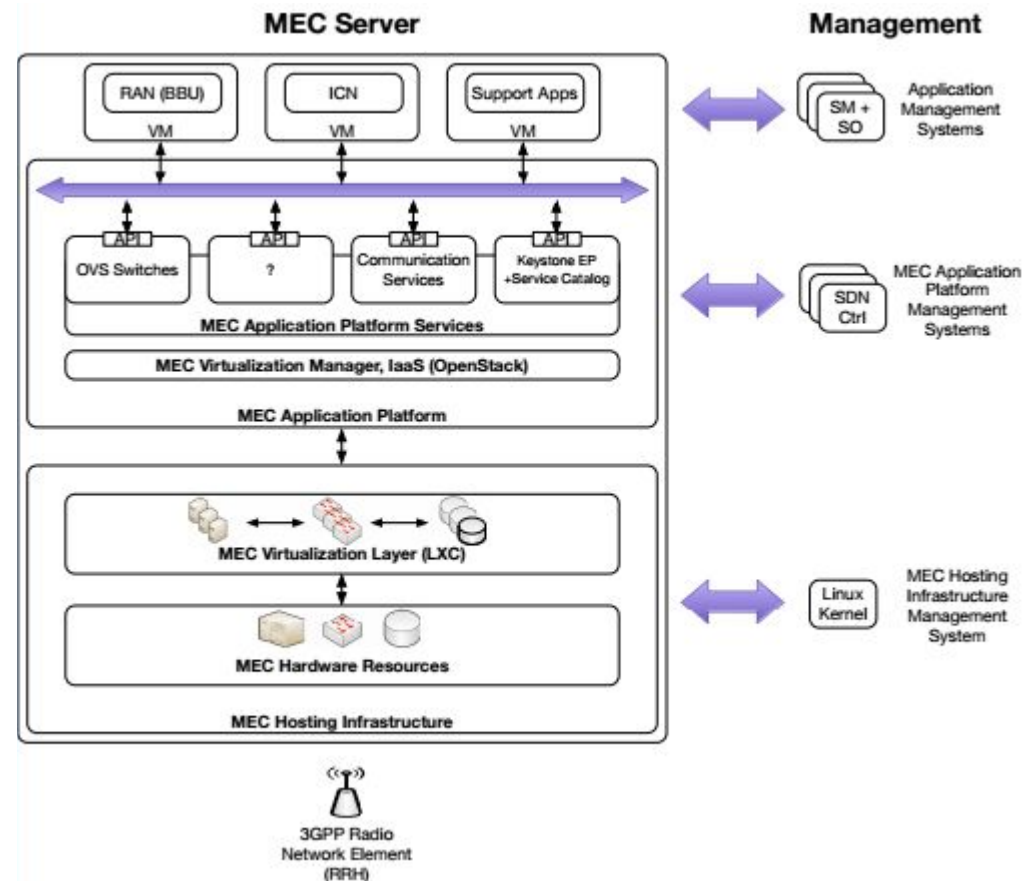 MEC Server
Management
RAN (BBU)
VM
ICN
VM
Support Apps
VM
SM +
SO
Application
Management
Systems
API
OVS Switches
API
?
API
Communication
Services
API
Keystone EP
+Service Catalog
MEC Application Platform Services
SDN
Ctrl
MEC Application
Platform
Management
Systems
MEC Virtualization Manager, IaaS (OpenStack)
MEC Application Platform
MEC Virtualization Layer (LXC)
MEC Hardware Resources
MEC Hosting Infrastructure
Linux
Kernel
MEC Hosting
Infrastructure
Management
System
3GPP Radio
Network Element
(RRH)